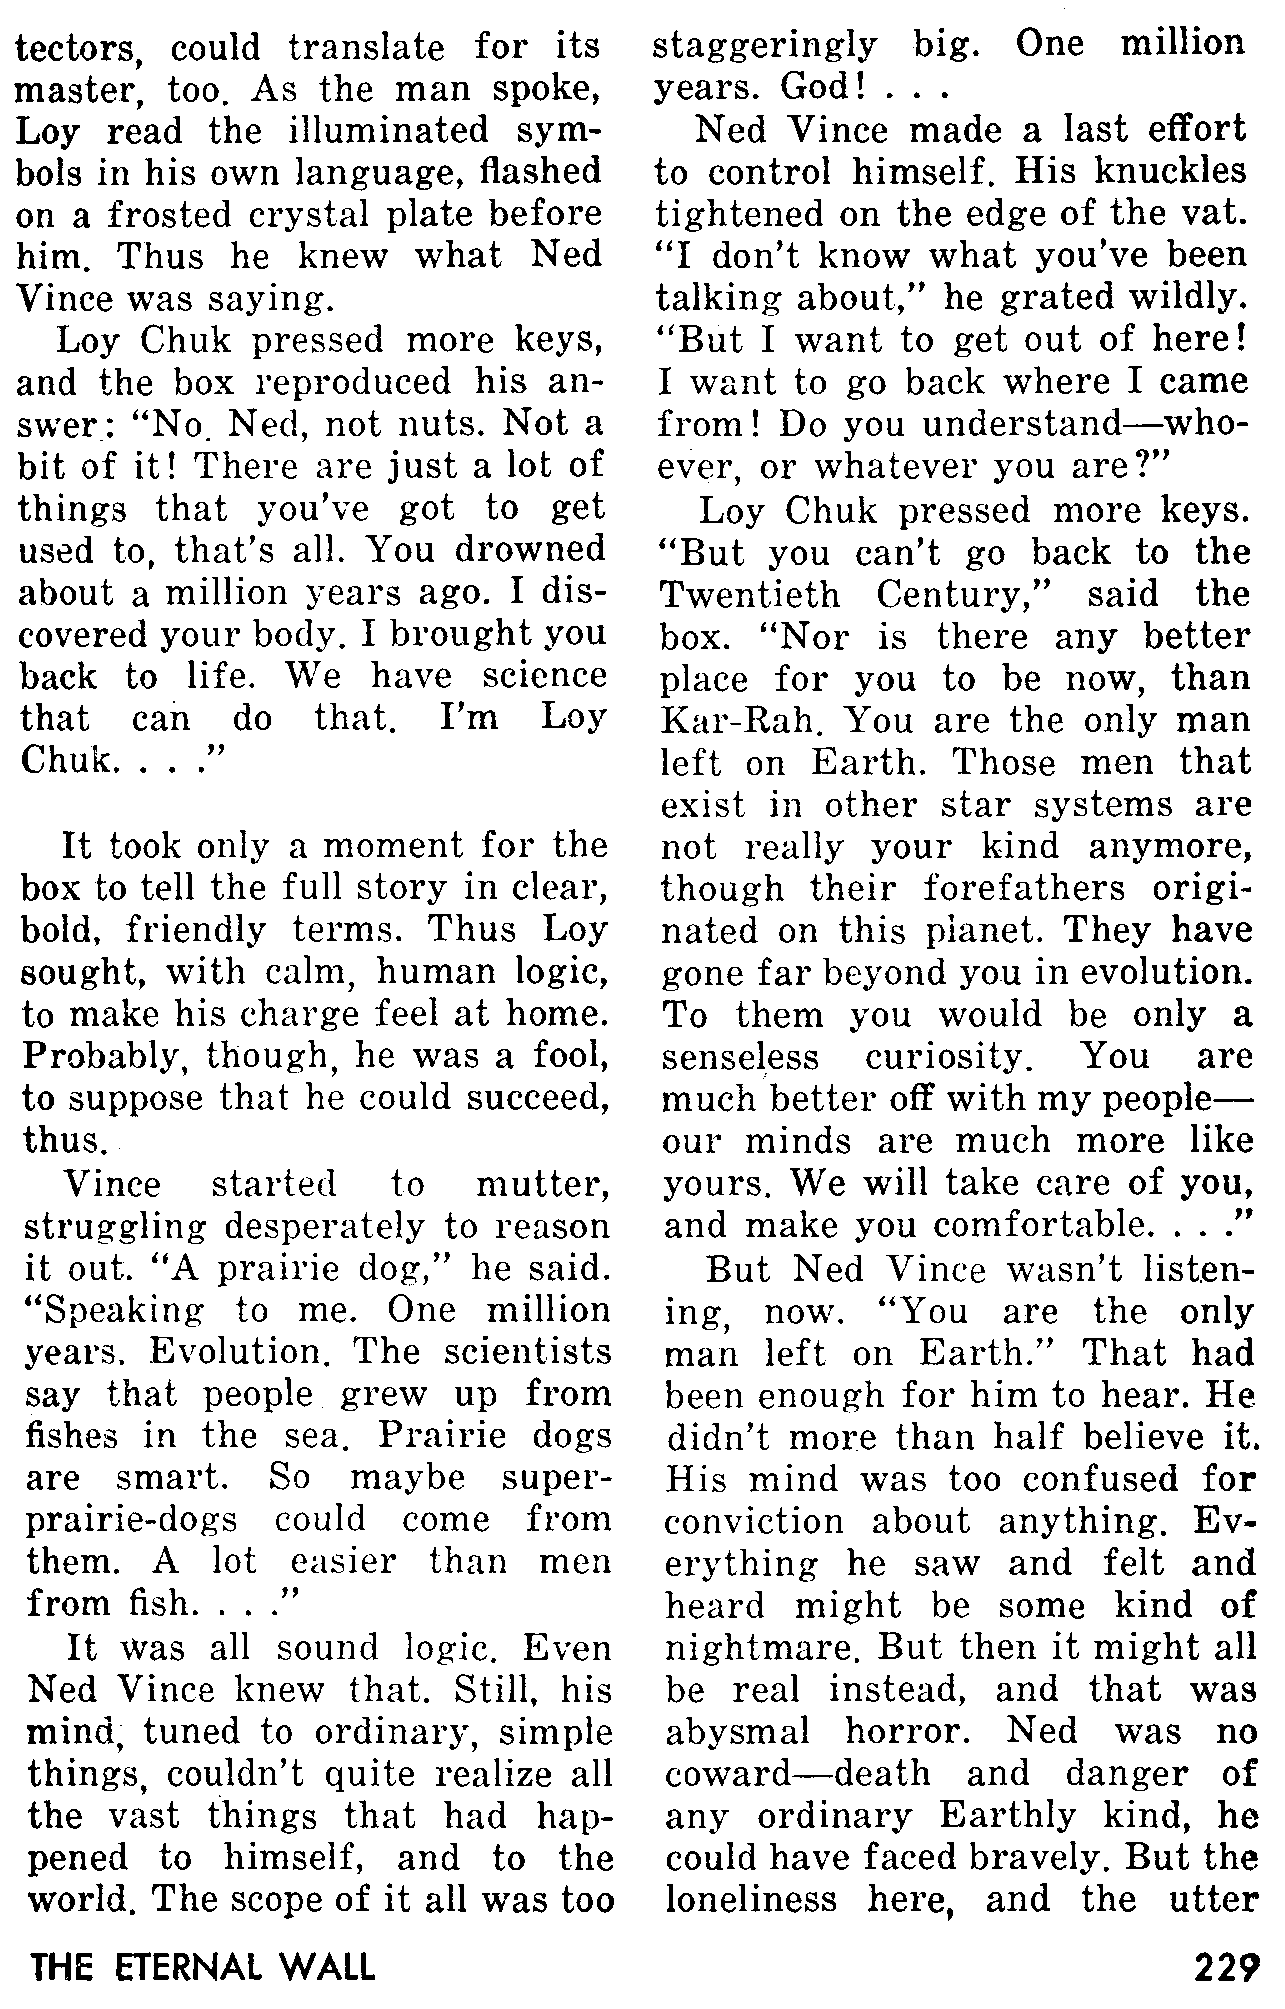 tectors, could translate for its
master, too. As the man spoke,
Loy read the illuminated sym-
bols in his own language, flashed
on a frosted crystal plate before
him. Thus he knew what Ned
Vince was saying.
Loy Chuk pressed more keys,
and the box reproduced his an-
swer: "No. Ned, not nuts. Not a
bit of it! There are just a lot of
things that you've got to get
used to, that's all. You drowned
about a million years ago. I dis-
covered your body. I brought you
back to life. We have science
that can do that. I'm Loy
Chuk. . . ."
It took only a moment for the
box to tell the full story in clear,
bold, friendly terms. Thus Loy
sought, with calm, human logic,
to make his charge feel at home.
Probably, though, he was a fool,
to suppose that he could succeed,
thus.
Vince started to mutter,
struggling desperately to reason
it out. "A prairie dog," he said.
"Speaking to me. One million
years. Evolution. The scientists
say that people grew up from
fishes in the sea. Prairie dogs
are smart. So maybe super-
prairie-dogs could come from
them. A lot easier than men
from fish. . . ."
It was all sound logic. Even
Ned Vince knew that. Still, his
mind, tuned to ordinary, simple
things, couldn't quite realize all
the vast things that had hap-
pened to himself, and to the
world. The scope of it all was too
staggeringly big. One million
years. God! . . .
Ned Vince made a last effort
to control himself. His knuckles
tightened on the edge of the vat.
"I don't know what you've been
talking about," he grated wildly.
"But I want to get out of here!
I want to go back where I came
from! Do you understand—who-
ever, or whatever you are?"
Loy Chuk pressed more keys.
"But you can't go back to the
Twentieth Century," said the
box. "Nor is there any better
place for you to be now, than
Kar-Rah. You are the only man
left on Earth. Those men that
exist in other star systems are
not really your kind anymore,
though their forefathers origi-
nated on this planet. They have
gone far beyond you in evolution.
To them you would be only a
senseless curiosity. You are
much better off with my people—
our minds are much more like
yours. We will take care of you,
and make you comfortable. . . ."
But Ned Vince wasn't listen-
ing, now. "You are the only
man left on Earth." That had
been enough for him to hear. He
didn't more than half believe it.
His mind was too confused for
conviction about anything. Ev-
erything he saw and felt and
heard might be some kind of
nightmare. But then it might all
be real instead, and that was
abysmal horror. Ned was no
coward—death and danger of
any ordinary Earthly kind, he
could have faced bravely. But the
loneliness here, and the utter
THE ETERNAL WALL 229